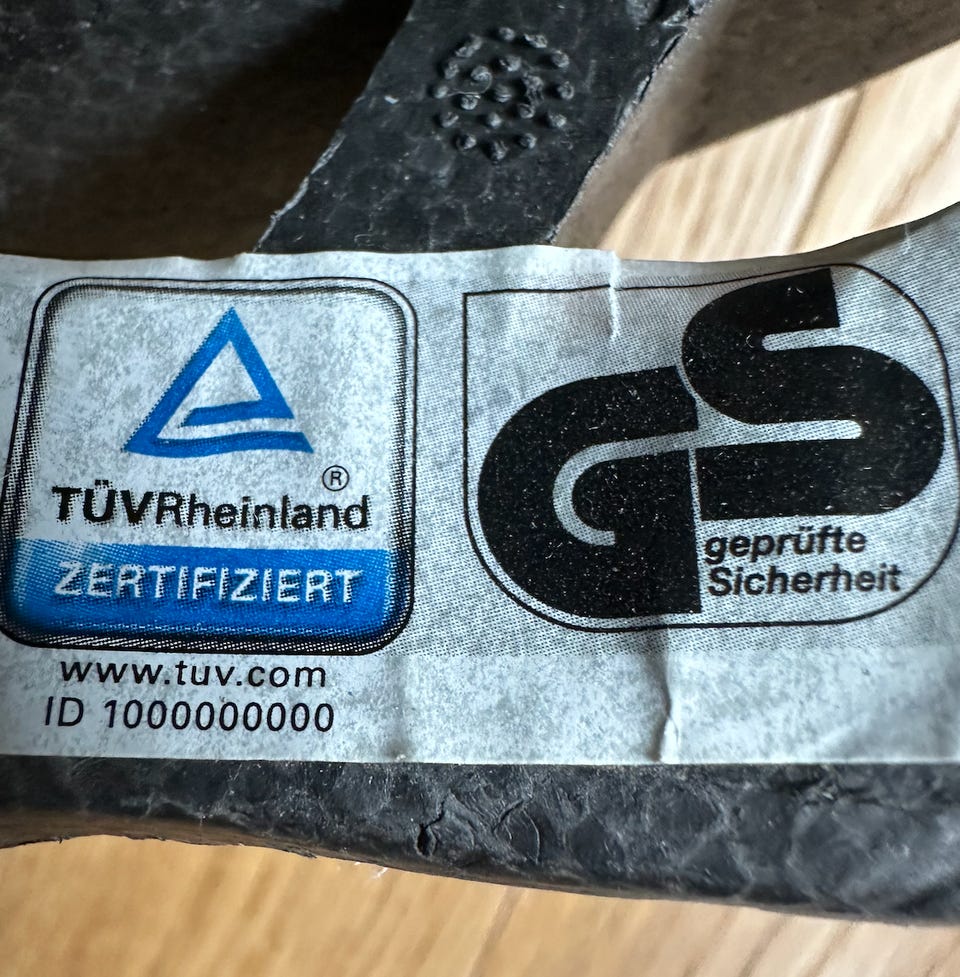 ®
TÜVRheinland
ZERTIFIZIERT
www.tuv.com
ID 1000000000
GS
geprüfte
Sicherheit